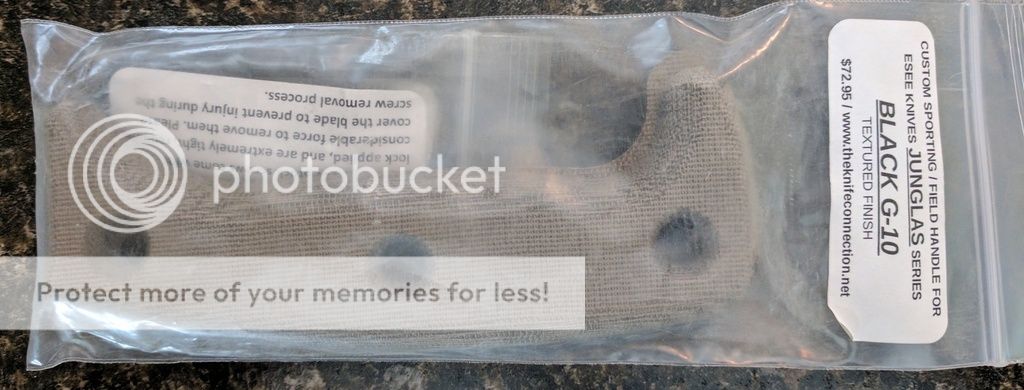 CUSTOM SPORTING / FIELD HANDLE FOR
ESEE KNIVES JUNGLAS SERIES
BLACK G-10
TEXTURED FINISH
$72.95 / www.theknifeconnection.net
come
lock applied, and are extremely
considerable force to remove them.
cover the blade to prevent injury during the
screw removal process.
photobucket
Protect more of your memories for less!